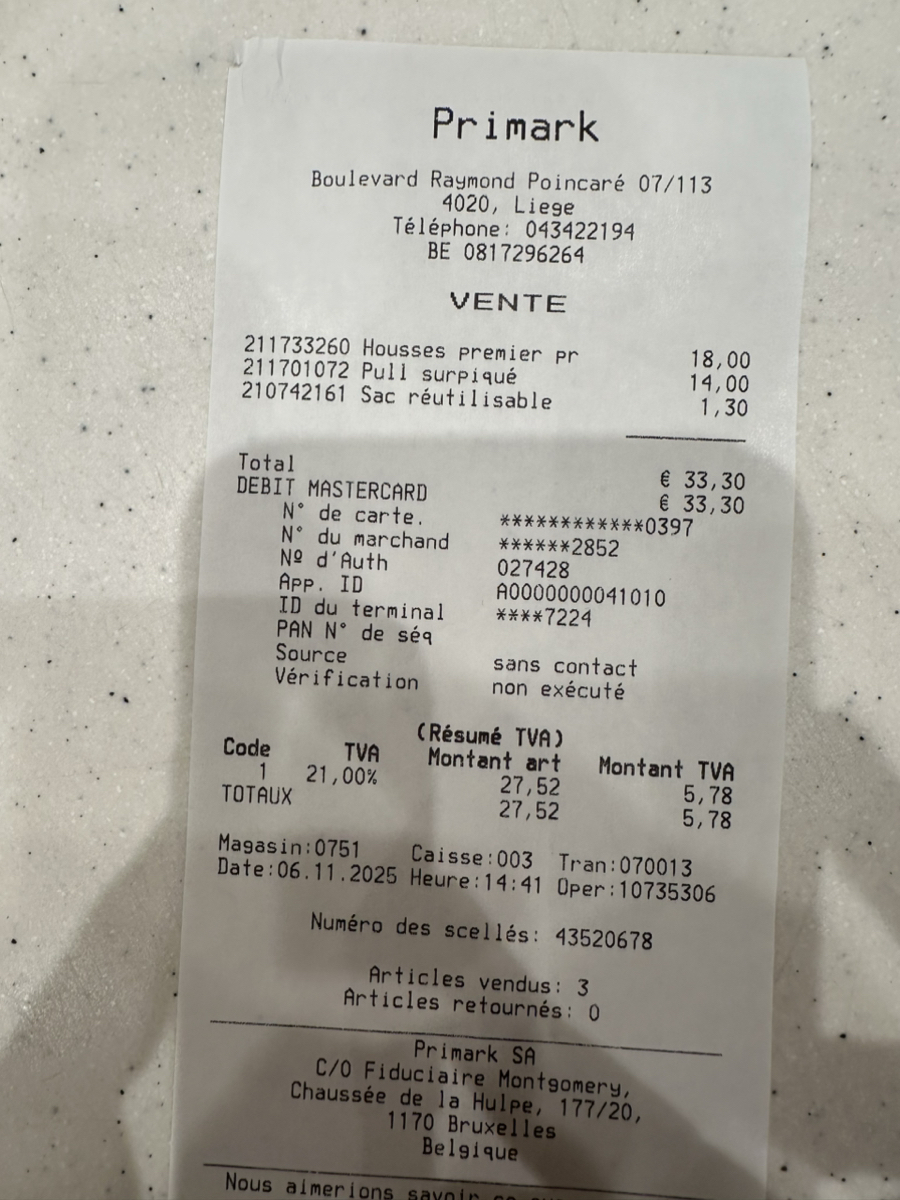 Primark
Boulevard Raymond Poincaré 07/113
4020, Liege
Téléphone: 043422194
BE 0817296264
VENTE
211733260 Housses premier pr 18,00
211701072 Pull surpiqué 14,00
210742161 Sac réutilisable 1,30
Total € 33,30
DEBIT MASTERCARD € 33,30
N° de carte. ************0397
N° du marchand ******2852
Nº d'Auth 027428
App. ID A0000000041010
ID du terminal ****7224
PAN N° de séq
Source sans contact
Vérification non exécuté
(Résumé TVA)
Code TVA Montant art Montant TVA
1 21,00% 27,52 5,78
TOTAUX 27,52 5,78
Magasin:0751 Caisse:003 Tran:070013
Date:06.11.2025 Heure:14:41 Oper:10735306
Numéro des scellés: 43520678
Articles vendus: 3
Articles retournés: 0
Primark SA
C/O Fiduciaire Montgomery,
Chaussée de la Hulpe, 177/20,
1170 Bruxelles
Belgique
Nous aimerions savoir